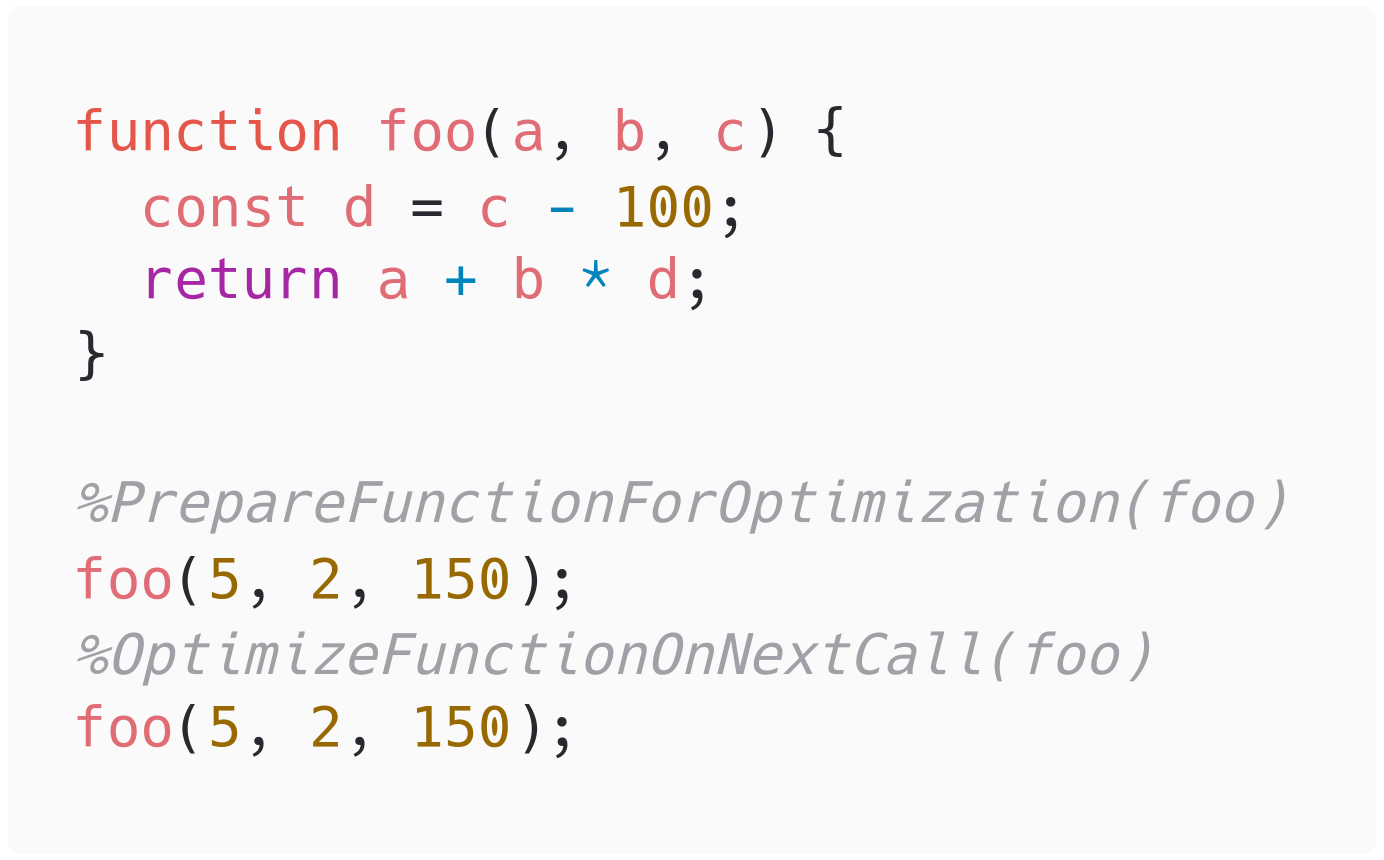 function foo(a, b, c) {
  const d = c - 100;
  return a + b * d;
}

%PrepareFunctionForOptimization(foo)
foo(5, 2, 150);
%OptimizeFunctionOnNextCall(foo)
foo(5, 2, 150);